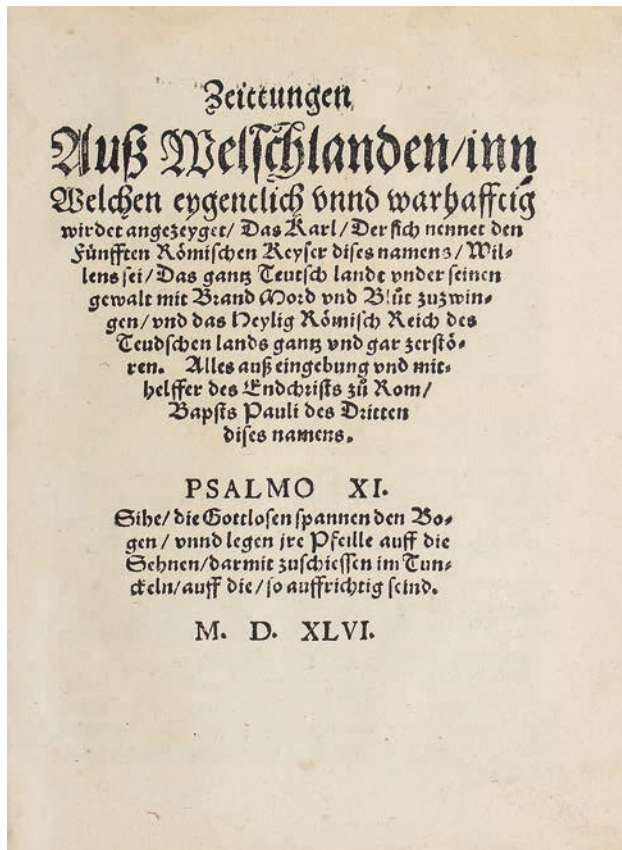 Zeittungen
Auß Welschlanden/inn
Welchen eygentlich vnnd warhafftig
wirdet angezeyget/ Das Karl/ Der sich nennet den
Fünfften Römischen Keyser dises namens/ Wil-
lens sei/ Das gantz Teutsch landt vnder seinen
gewalt mit Brand Mord vnd Blůt zuzwin-
gen/ vnd das Heylig Römisch Reich des
Teudschen lands gantz vnd gar zerstö-
ren. Alles auß eingebung vnd mit-
helffer des Endchrists zů Rom/
Bapsts Pauli des Dritten
dises namens.
PSALMO XI.
Sihe/ die Gottlosen spannen den Bo-
gen/ vnnd legen jre Pfeille auff die
Sehnen/ darmit zuschiessen im Tun-
ckeln/ auff die/ so auffrichtig seind.
M. D. XLVI.